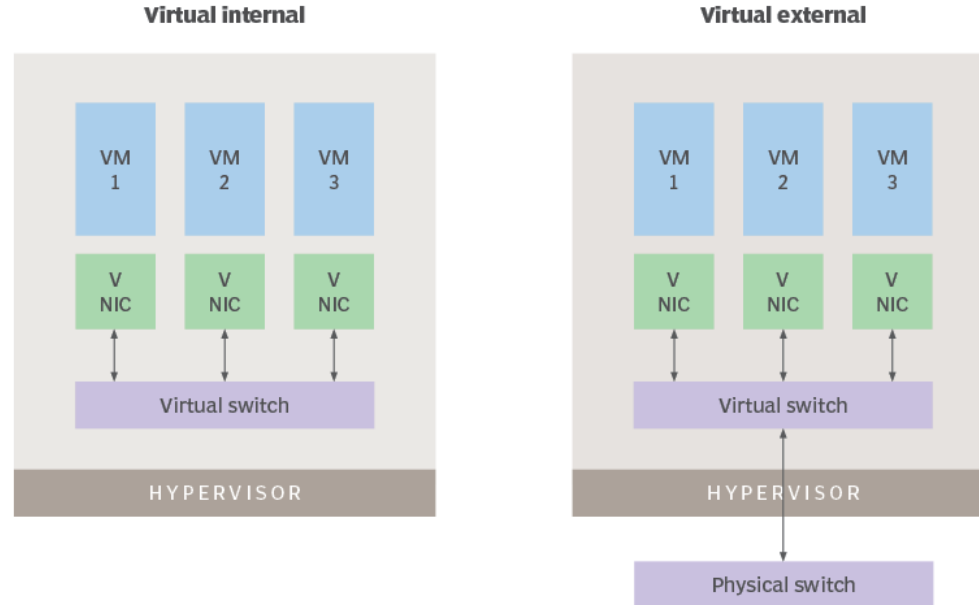 Virtual internal
VM
1
VM
2
VM
3
V
NIC
V
NIC
V
NIC
Virtual switch
HYPERVISOR
Virtual external
VM
1
VM
2
VM
3
V
NIC
V
NIC
V
NIC
Virtual switch
HYPERVISOR
Physical switch